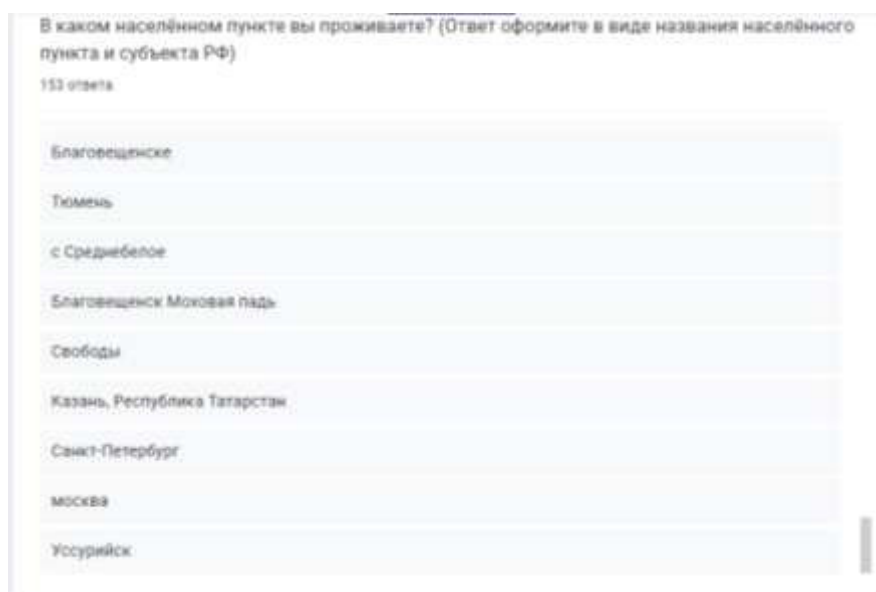 В каком населённом пункте вы проживаете? (Ответ оформите в виде названия населённого
пункта и субъекта РФ)
153 ответа
Благовещенске
Тюмень
с Среднебелое
Благовещенск Моховая падь
Свободы
Казань, Республика Татарстан
Санкт-Петербург
москва
Уссурийск